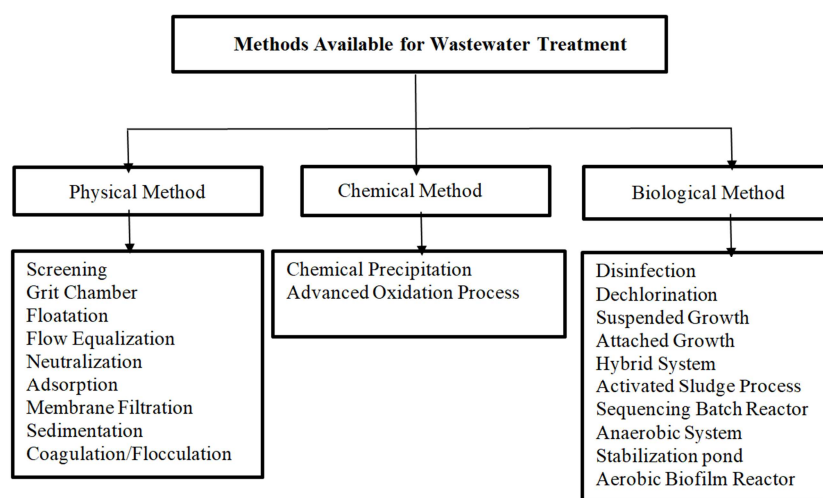 Methods Available for Wastewater Treatment
Physical Method
Chemical Method
Biological Method
Screening
Grit Chamber
Floatation
Flow Equalization
Neutralization
Adsorption
Membrane Filtration
Sedimentation
Coagulation/Flocculation
Chemical Precipitation
Advanced Oxidation Process
Disinfection
Dechlorination
Suspended Growth
Attached Growth
Hybrid System
Activated Sludge Process
Sequencing Batch Reactor
Anaerobic System
Stabilization pond
Aerobic Biofilm Reactor